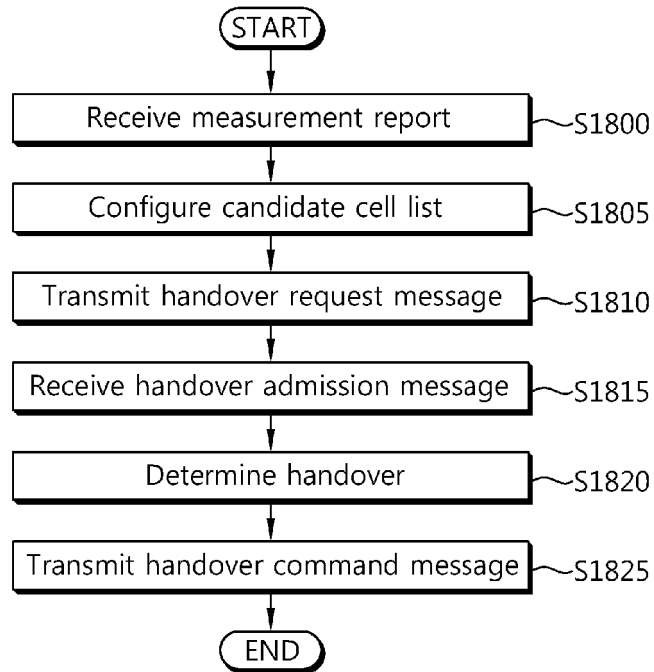 START
Receive measurement report
S1800
Configure candidate cell list
S1805
Transmit handover request message
S1810
Receive handover admission message
S1815
Determine handover
S1820
Transmit handover command message
S1825
END